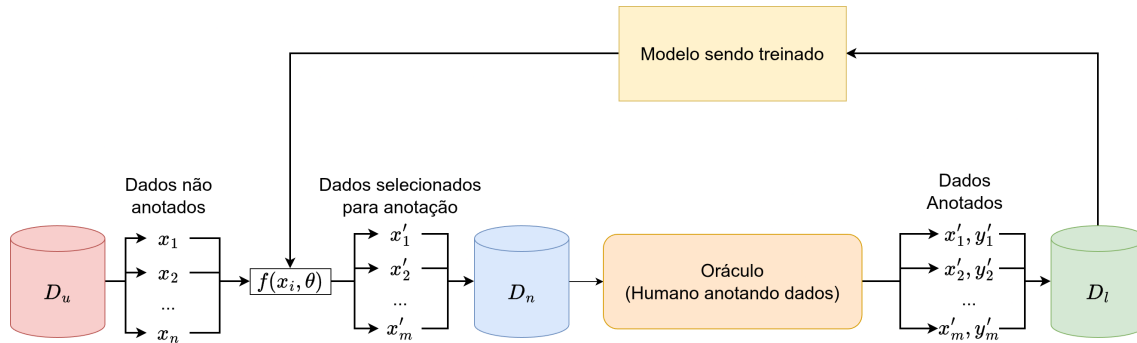 Modelo sendo treinado
Dados não
anotados
Dados selecionados
para anotação
Dados
Anotados
D_u
x_1
x_2
...
x_n
f(x_i, θ)
x'_1
x'_2
...
x'_m
D_n
Oráculo
(Humano anotando dados)
x'_1, y'_1
x'_2, y'_2
...
x'_m, y'_m
D_l